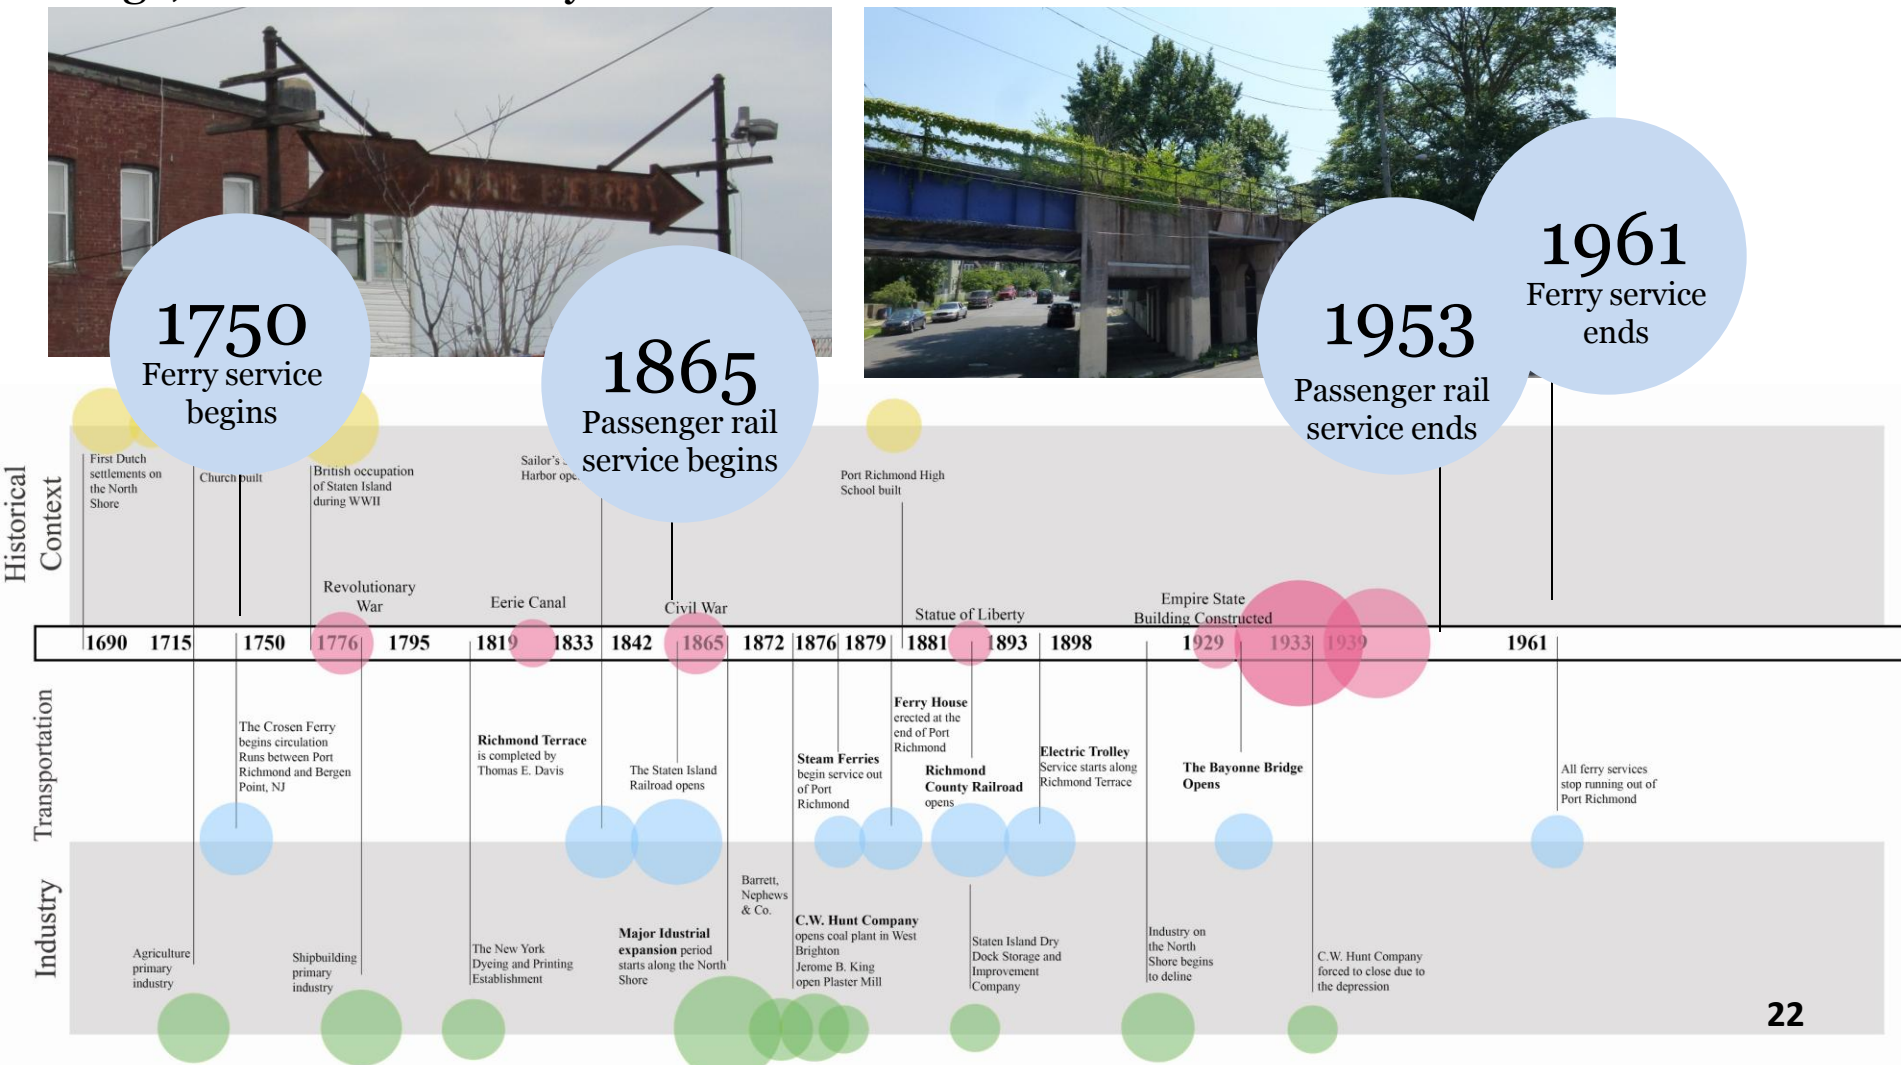 FERRY
1750
Ferry service
begins
1865
Passenger rail
service begins
1953
Passenger rail
service ends
1961
Ferry service
ends
Historical
Context
First Dutch
settlements on
the North
Shore
Church built
British occupation
of Staten Island
during WWII
Sailor's
Harbor
Port Richmond High
School built
Revolutionary
War
Eerie Canal
Civil War
Statue of Liberty
Empire State
Building Constructed
1690 1715 1750 1776 1795 1819 1833 1842 1865 1872 1876 1879 1881 1893 1898 1929 1933 1939 1961
Transportation
The Crosen Ferry
begins circulation
Runs between Port
Richmond and Bergen
Point, NJ
Richmond Terrace
is completed by
Thomas E. Davis
The Staten Island
Railroad opens
Steam Ferries
begin service out
of Port
Richmond
Ferry House
erected at the
end of Port
Richmond
Richmond
County Railroad
opens
Electric Trolley
Service starts along
Richmond Terrace
The Bayonne Bridge
Opens
All ferry services
stop running out of
Port Richmond
Industry
Agriculture
primary
industry
Shipbuilding
primary
industry
The New York
Dyeing and Printing
Establishment
Major Idustrial
expansion period
starts along the North
Shore
Barrett,
Nephews
& Co.
C.W. Hunt Company
opens coal plant in West
Brighton
Jerome B. King
open Plaster Mill
Staten Island Dry
Dock Storage and
Improvement
Company
Industry on
the North
Shore begins
to deline
C.W. Hunt Company
forced to close due to
the depression
22